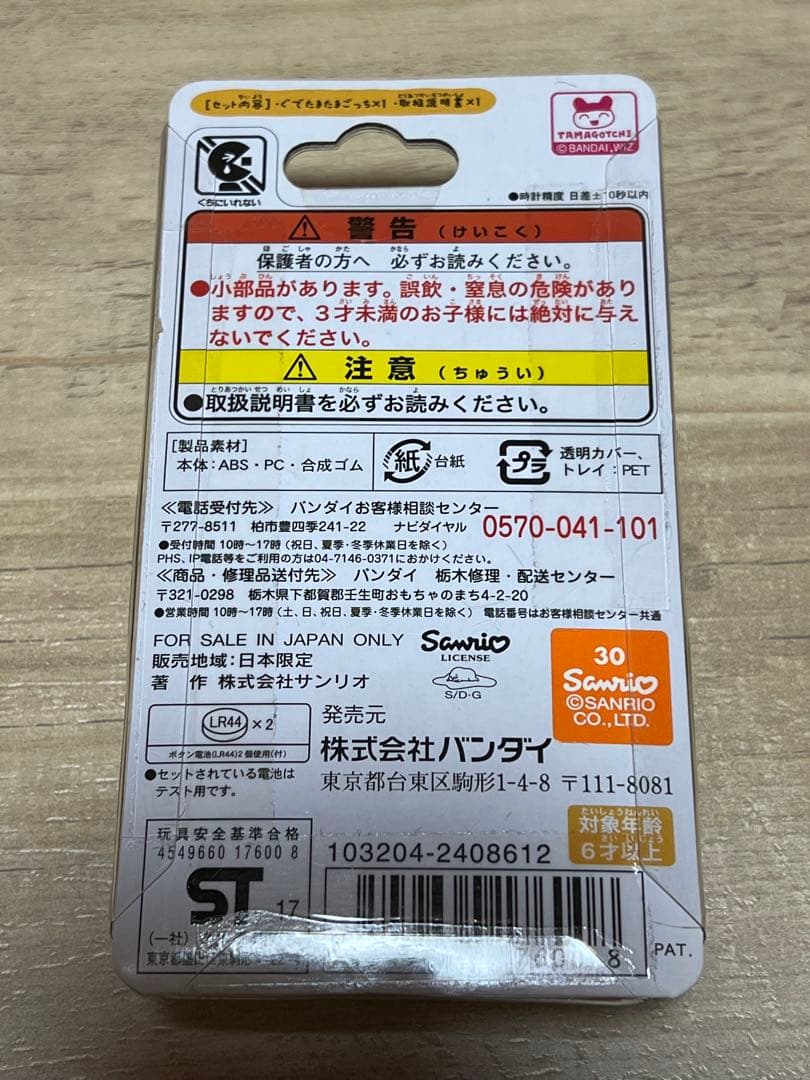 [セット内容]・ぐでたまたまごっち×1 ・取扱説明書×1
TAMAGOTCHI
©BANDAI,WiZ
くちにいれない
●時計精度 日差±10秒以内
⚠ 警告 (けいこく)
保護者の方へ 必ずお読みください。
●小部品があります。誤飲・窒息の危険があり
ますので、3才未満のお子様には絶対に与え
ないでください。
⚠ 注意 (ちゅうい)
●取扱説明書を必ずお読みください。
[製品素材]
本体:ABS・PC・合成ゴム
紙 台紙
プラ 透明カバー、
トレイ:PET
≪電話受付先≫ バンダイお客様相談センター
〒277-8511 柏市豊四季241-22 ナビダイヤル 0570-041-101
●受付時間 10時〜17時 (祝日、夏季・冬季休業日を除く)
PHS、IP電話等をご利用の方は04-7146-0371におかけください。
≪商品・修理品送付先≫ バンダイ 栃木修理・配送センター
〒321-0298 栃木県下都賀郡壬生町おもちゃのまち4-2-20
●営業時間 10時〜17時 (土、日、祝日、夏季・冬季休業日を除く) 電話番号はお客様相談センター共通
FOR SALE IN JAPAN ONLY
販売地域:日本限定
著 作 株式会社サンリオ
Sanrio
LICENSE
S/D・G
30
Sanrio
©SANRIO
CO.,LTD.
LR44 ×2
ボタン電池(LR44)2個使用(付)
●セットされている電池は
テスト用です。
発売元
株式会社バンダイ
東京都台東区駒形1-4-8 〒111-8081
対象年齢
6才以上
玩具安全基準合格
4549660 17600 8
ST
17
(一社)
103204-2408612
8
PAT.